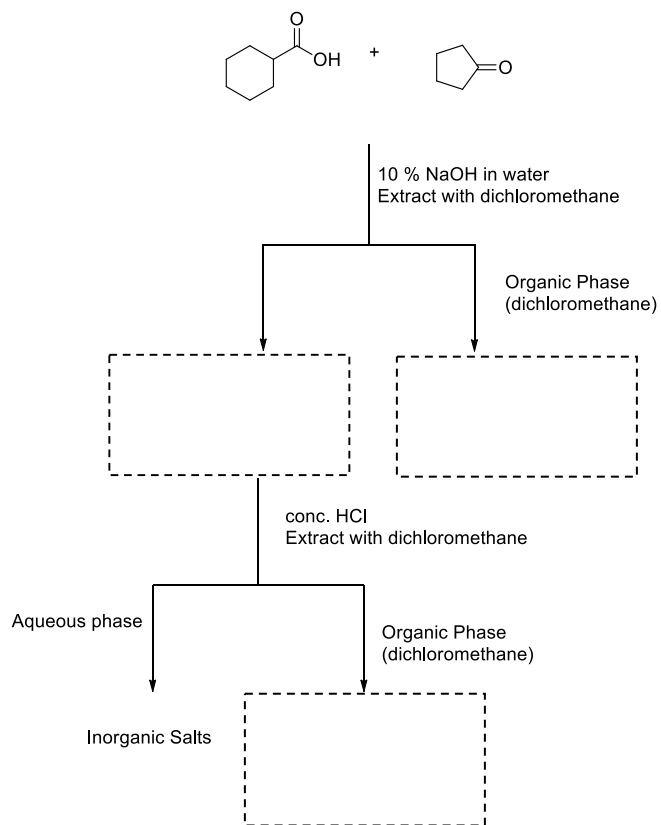 O
OH
+
O
10 % NaOH in water
Extract with dichloromethane
Organic Phase
(dichloromethane)
conc. HCl
Extract with dichloromethane
Aqueous phase
Organic Phase
(dichloromethane)
Inorganic Salts